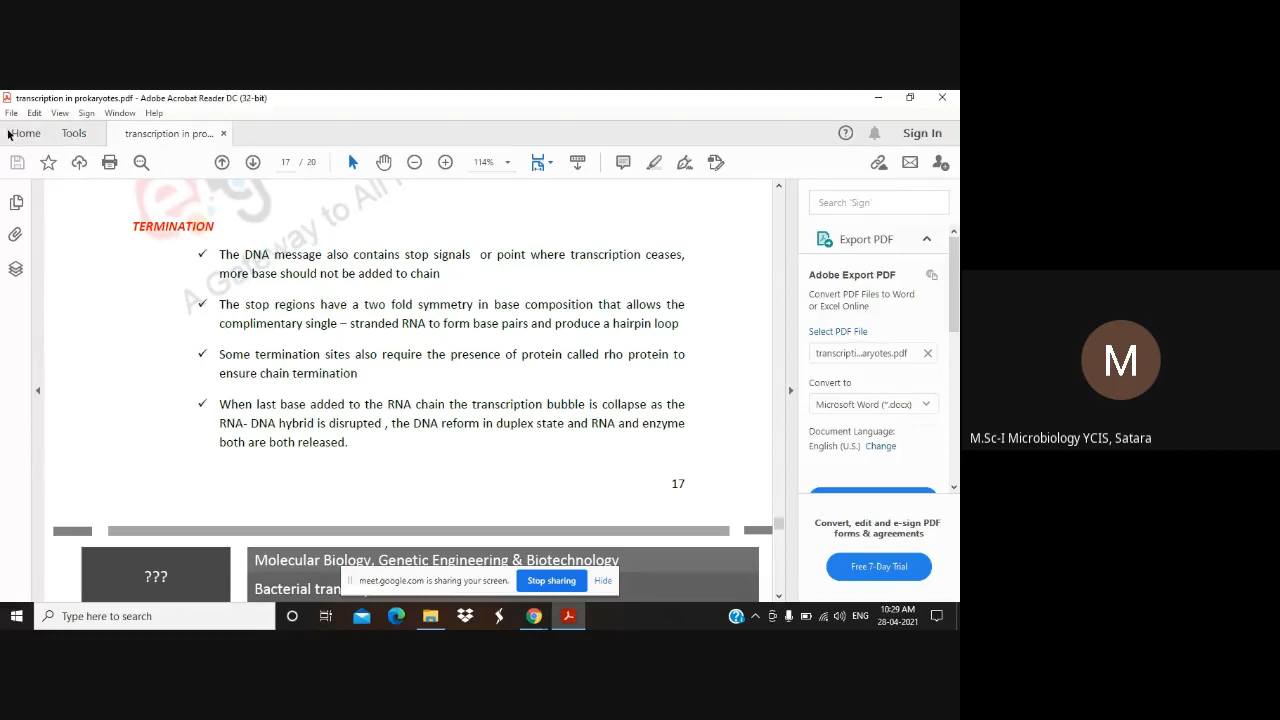 transcription in prokaryotes.pdf - Adobe Acrobat Reader DC (32-bit)
File Edit View Sign Window Help
Home Tools transcription in pro... × Sign In
17 / 20 114%
A Gateway to All
TERMINATION
✓ The DNA message also contains stop signals or point where transcription ceases,
more base should not be added to chain
✓ The stop regions have a two fold symmetry in base composition that allows the
complimentary single – stranded RNA to form base pairs and produce a hairpin loop
✓ Some termination sites also require the presence of protein called rho protein to
ensure chain termination
✓ When last base added to the RNA chain the transcription bubble is collapse as the
RNA- DNA hybrid is disrupted , the DNA reform in duplex state and RNA and enzyme
both are both released.
17
???
Molecular Biology, Genetic Engineering & Biotechnology
Bacterial
meet.google.com is sharing your screen. Stop sharing Hide
Search 'Sign'
Export PDF
Adobe Export PDF
Convert PDF Files to Word
or Excel Online
Select PDF File
transcripti...aryotes.pdf
Convert to
Microsoft Word (*.docx)
Document Language:
English (U.S.) Change
Convert, edit and e-sign PDF
forms & agreements
Free 7-Day Trial
Type here to search
ENG
10:29 AM
28-04-2021
M
M.Sc-I Microbiology YCIS, Satara